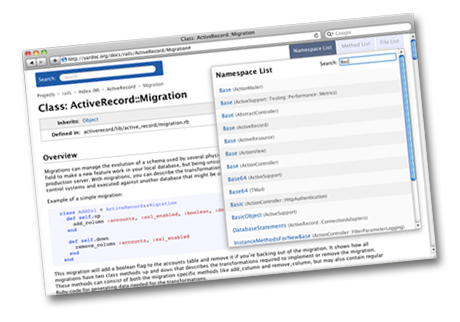 Class: ActiveRecord::Migration
http://yardoc.org/docs/rails/ActiveRecord/Migration#
Google
Search:
Namespace List
Method List
File List
Projects » rails » Index (M) » ActiveRecord » Migration
Class: ActiveRecord::Migration
Inherits: Object
Defined in: activerecord/lib/active_record/migration.rb
Overview
Migrations can manage the evolution of a schema used by several physi
field to make a new feature work in your local database, but being unsu
production server. With migrations, you can describe the transformations
control systems and executed against another database that might be o
Example of a simple migration:
class AddSsl < ActiveRecord::Migration
def self.up
add_column :accounts, :ssl_enabled, :boolean, :de
end
def self.down
remove_column :accounts, :ssl_enabled
end
end
This migration will add a boolean flag to the accounts table and remove it if you're backing out of the migration. It shows how all
migrations have two class methods up and down that describes the transformations required to implement or remove the migration.
These methods can consist of both the migration specific methods like add_column and remove_column, but may also contain regular
Ruby code for generating data needed for the transformations.
Namespace List
Search: Bas
Base (ActionMailer)
Base (ActiveSupport::Testing::Performance::Metrics)
Base (AbstractController)
Base (ActiveRecord)
Base (ActiveResource)
Base (ActionView)
Base (ActionController)
Base64 (ActiveSupport)
Base64 (TMail)
Basic (ActionController::HttpAuthentication)
BasicObject (ActiveSupport)
DatabaseStatements (ActiveRecord::ConnectionAdapters)
InstanceMethodsForNewBase (ActionController::FilterParameterLogging)